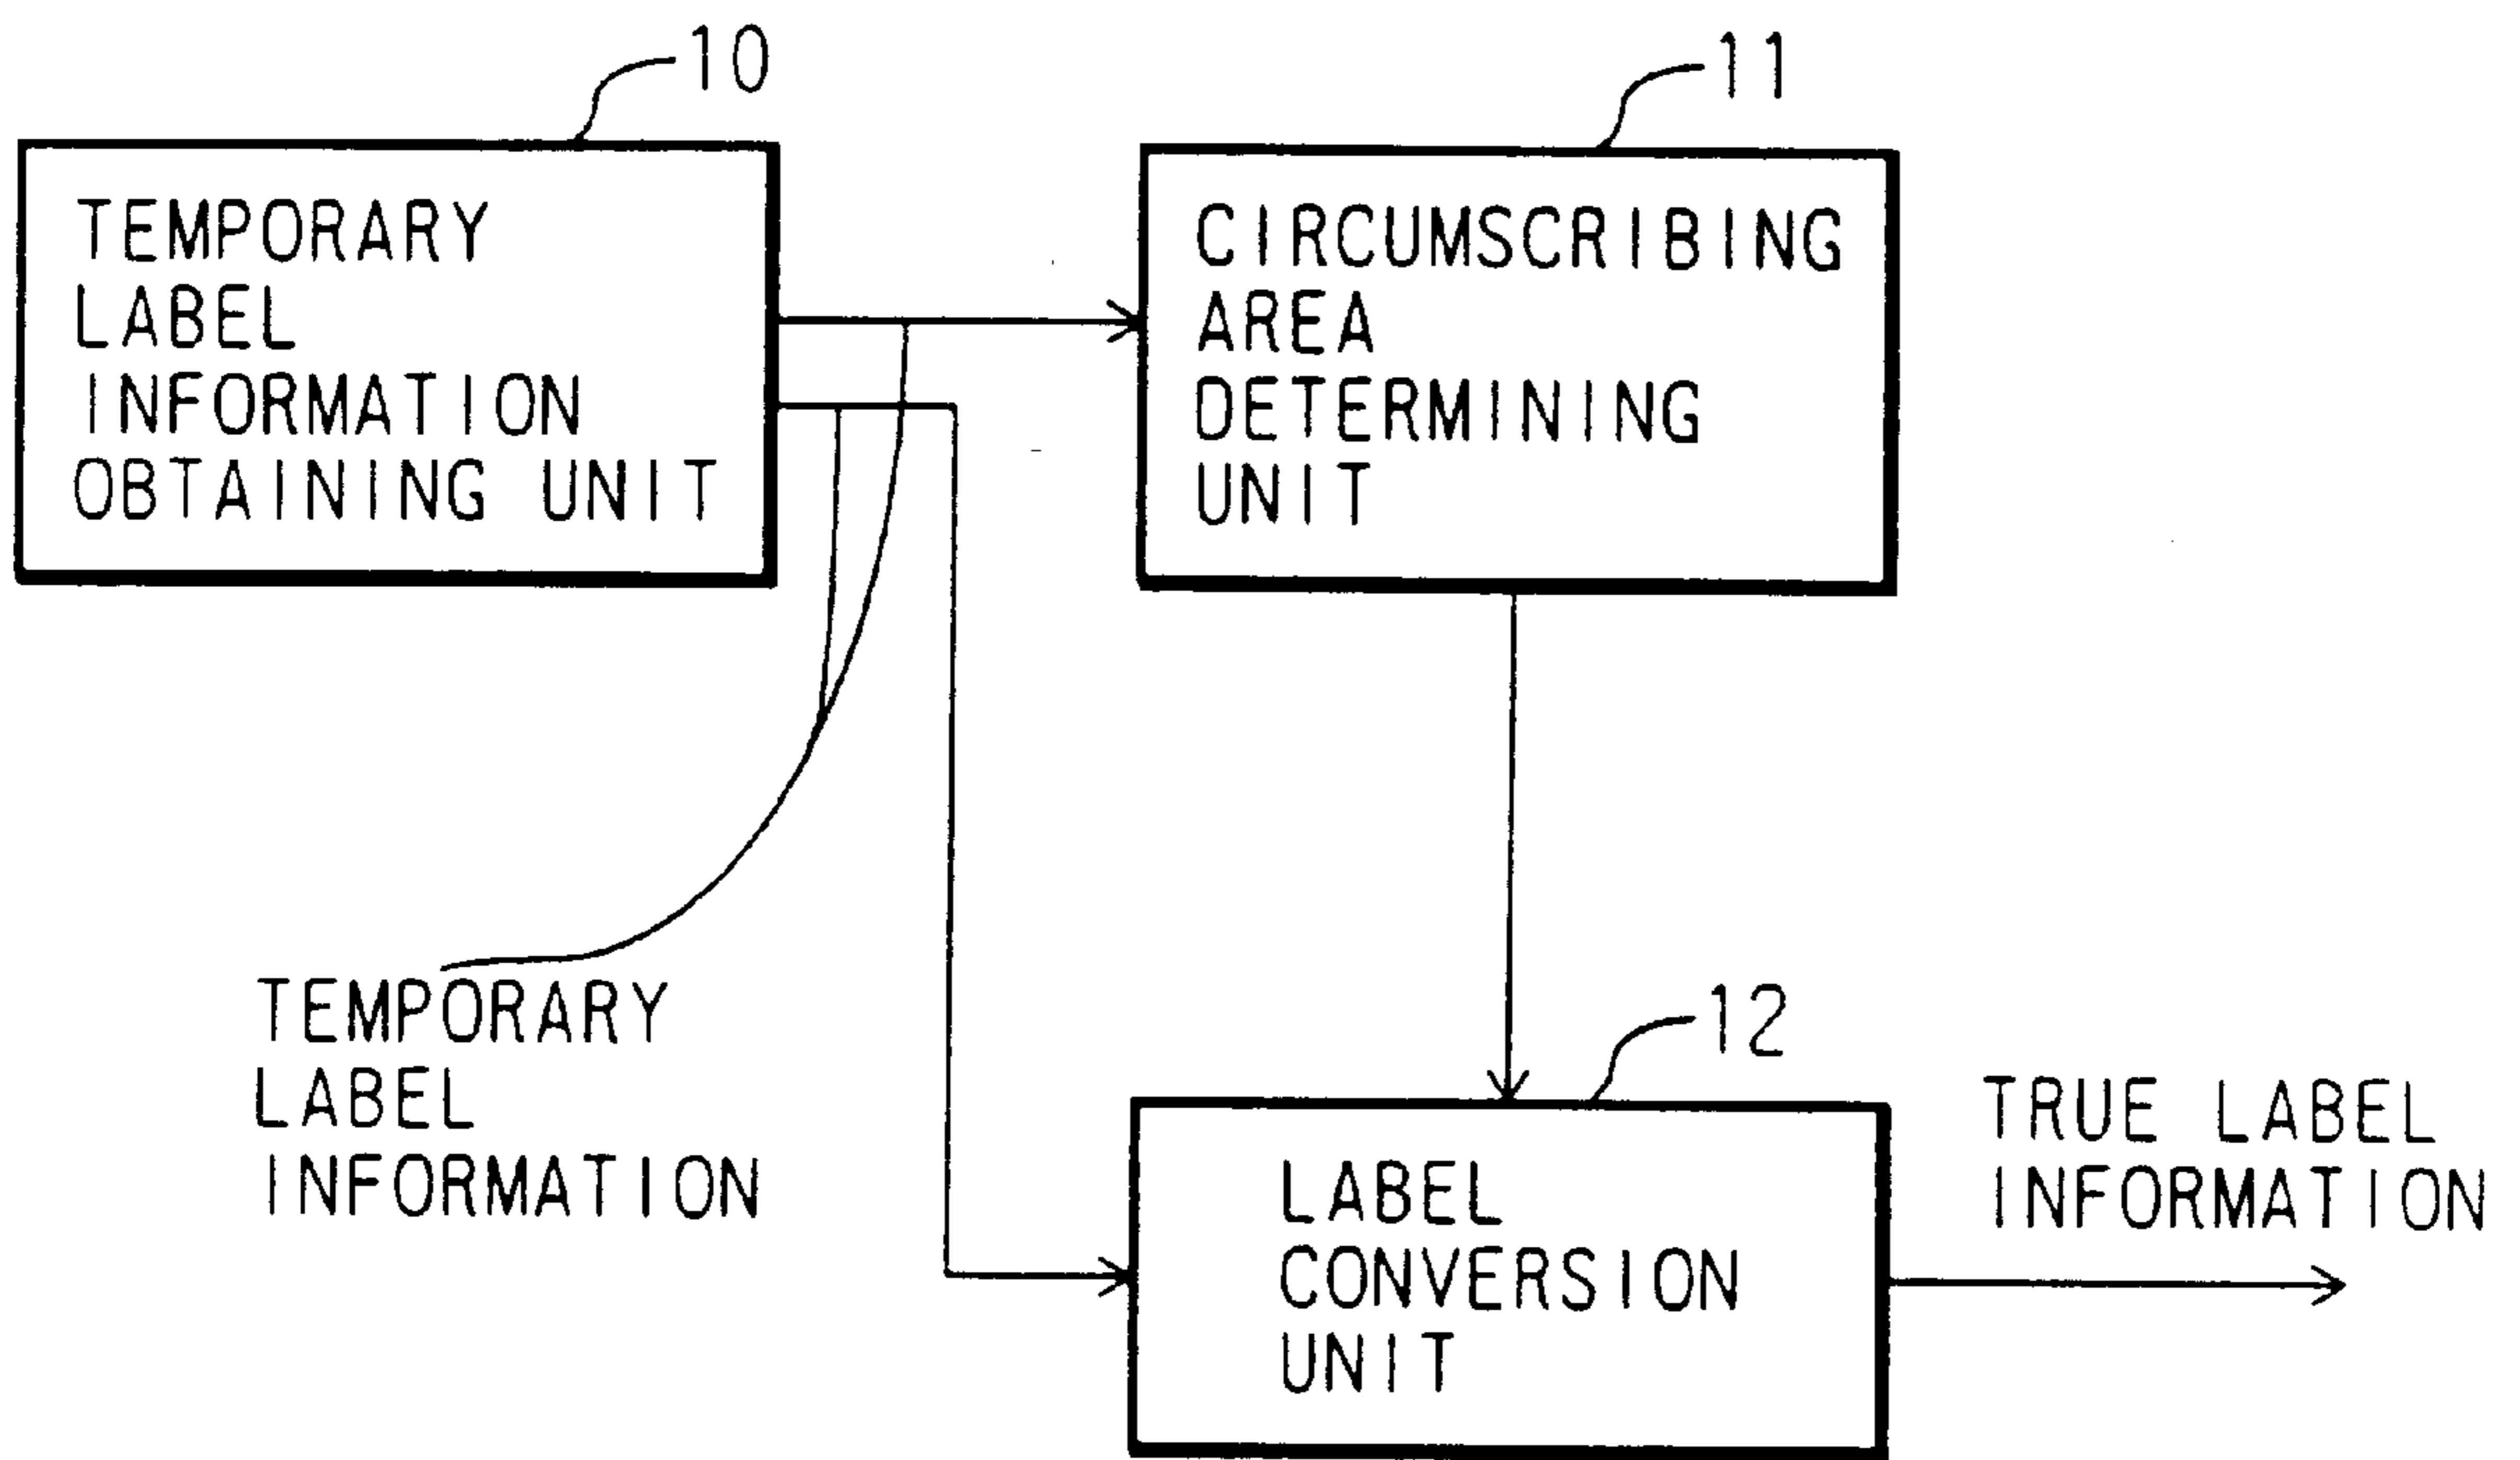 10
TEMPORARY
LABEL
INFORMATION
OBTAINING UNIT
11
CIRCUMSCRIBING
AREA
DETERMINING
UNIT
TEMPORARY
LABEL
INFORMATION
12
LABEL
CONVERSION
UNIT
TRUE LABEL
INFORMATION